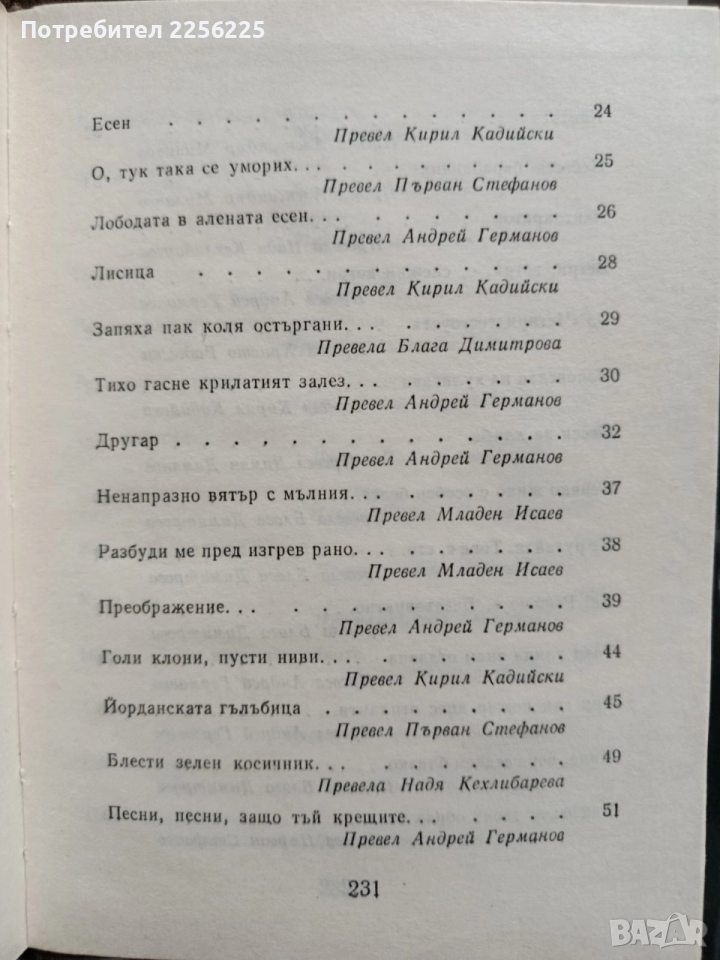 Потребител 2256225
Есен . . . . . . . . . . . . . . 24
Превел Кирил Кадийски
О, тук така се уморих. . . . . . . . . . 25
Превел Първан Стефанов
Лободата в алената есен. . . . . . . . 26
Превел Андрей Германов
Лисица . . . . . . . . . . . . . 28
Превел Кирил Кадийски
Запяха пак коля остъргани. . . . . . . 29
Превела Блага Димитрова
Тихо гасне крилатият залез. . . . . . . 30
Превел Андрей Германов
Другар . . . . . . . . . . . . . 32
Превел Андрей Германов
Ненапразно вятър с мълния. . . . . . . 37
Превел Младен Исаев
Разбуди ме пред изгрев рано. . . . . . . 38
Превел Младен Исаев
Преображение. . . . . . . . . . . . 39
Превел Андрей Германов
Голи клони, пусти ниви. . . . . . . . 44
Превел Кирил Кадийски
Йорданската гълъбица . . . . . . . . 45
Превел Първан Стефанов
Блести зелен косичник. . . . . . . . 49
Превела Надя Кехлибарева
Песни, песни, защо тъй крещите. . . . . 51
Превел Андрей Германов
231
BAZAR